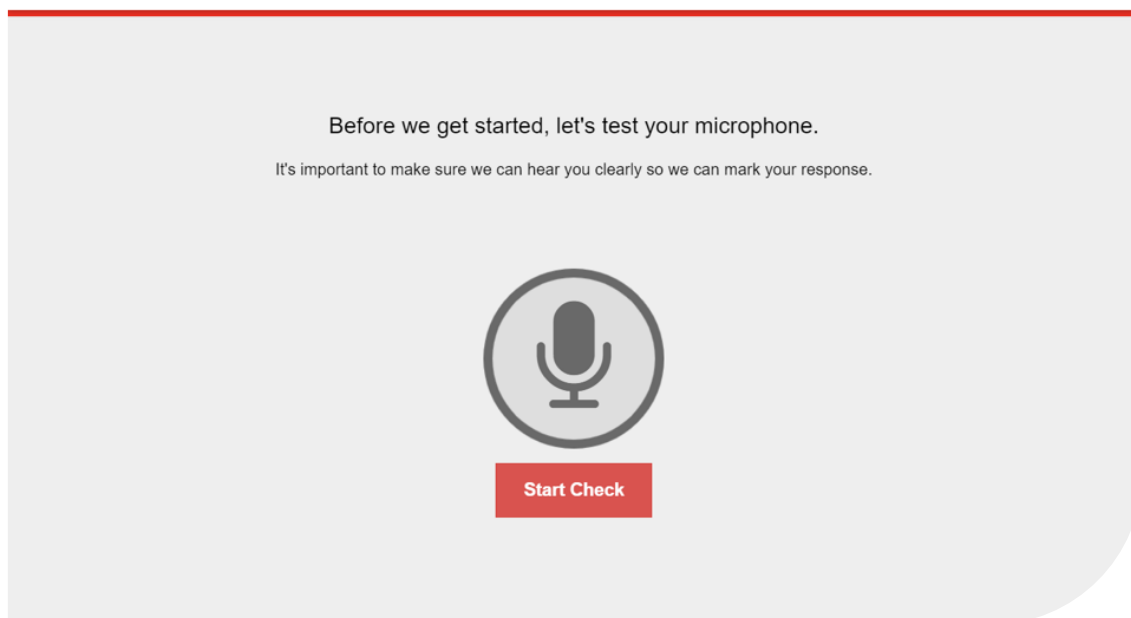 Before we get started, let's test your microphone.
It's important to make sure we can hear you clearly so we can mark your response.
Start Check